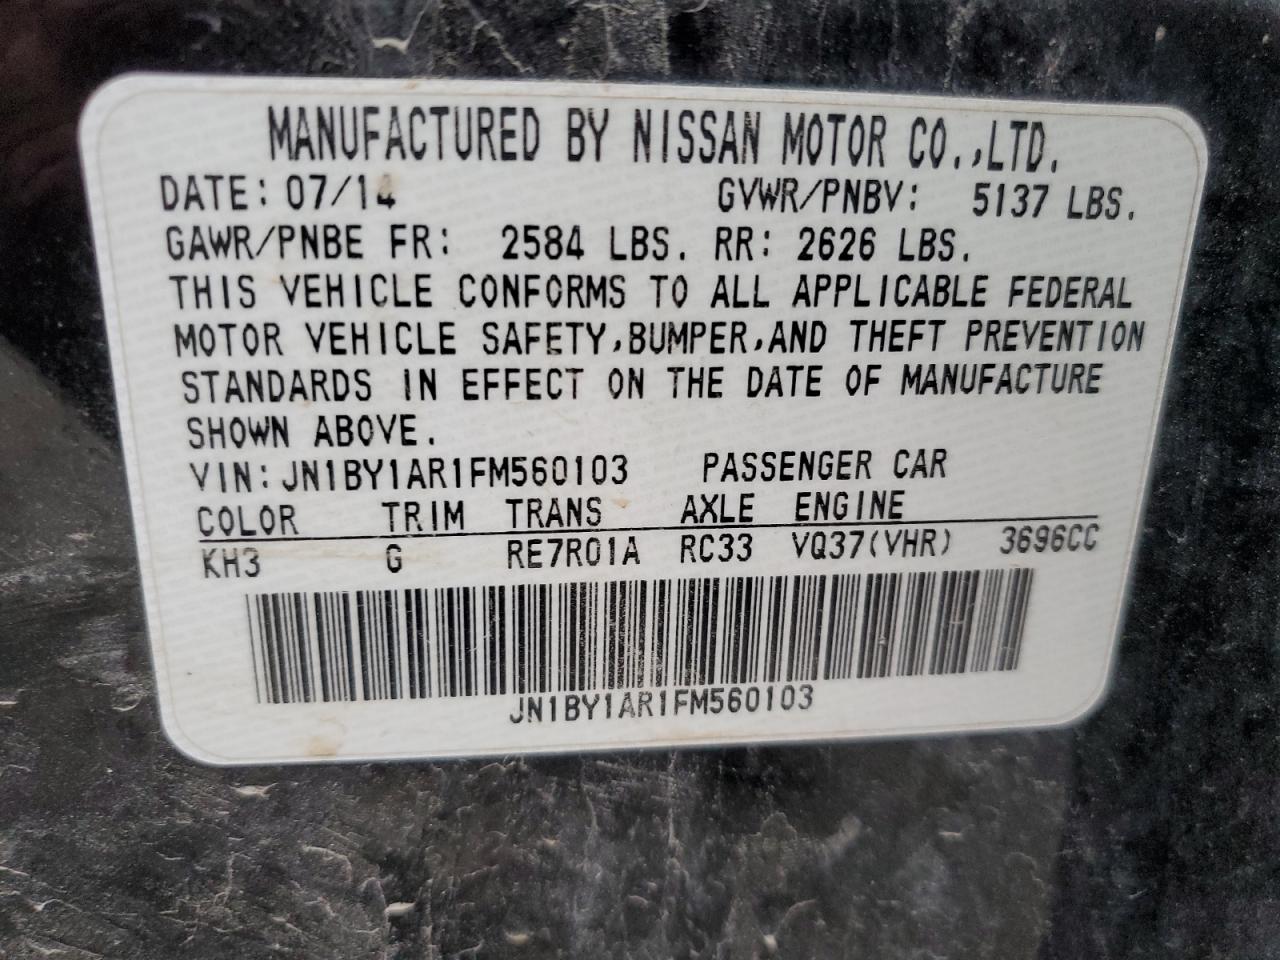 MANUFACTURED BY NISSAN MOTOR CO.,LTD.
DATE: 07/14 GVWR/PNBV: 5137 LBS.
GAWR/PNBE FR: 2584 LBS. RR: 2626 LBS.
THIS VEHICLE CONFORMS TO ALL APPLICABLE FEDERAL
MOTOR VEHICLE SAFETY,BUMPER,AND THEFT PREVENTION
STANDARDS IN EFFECT ON THE DATE OF MANUFACTURE
SHOWN ABOVE.
VIN: JN1BY1AR1FM560103 PASSENGER CAR
COLOR TRIM TRANS AXLE ENGINE
KH3 G RE7R01A RC33 VQ37(VHR) 3696CC
JN1BY1AR1FM560103